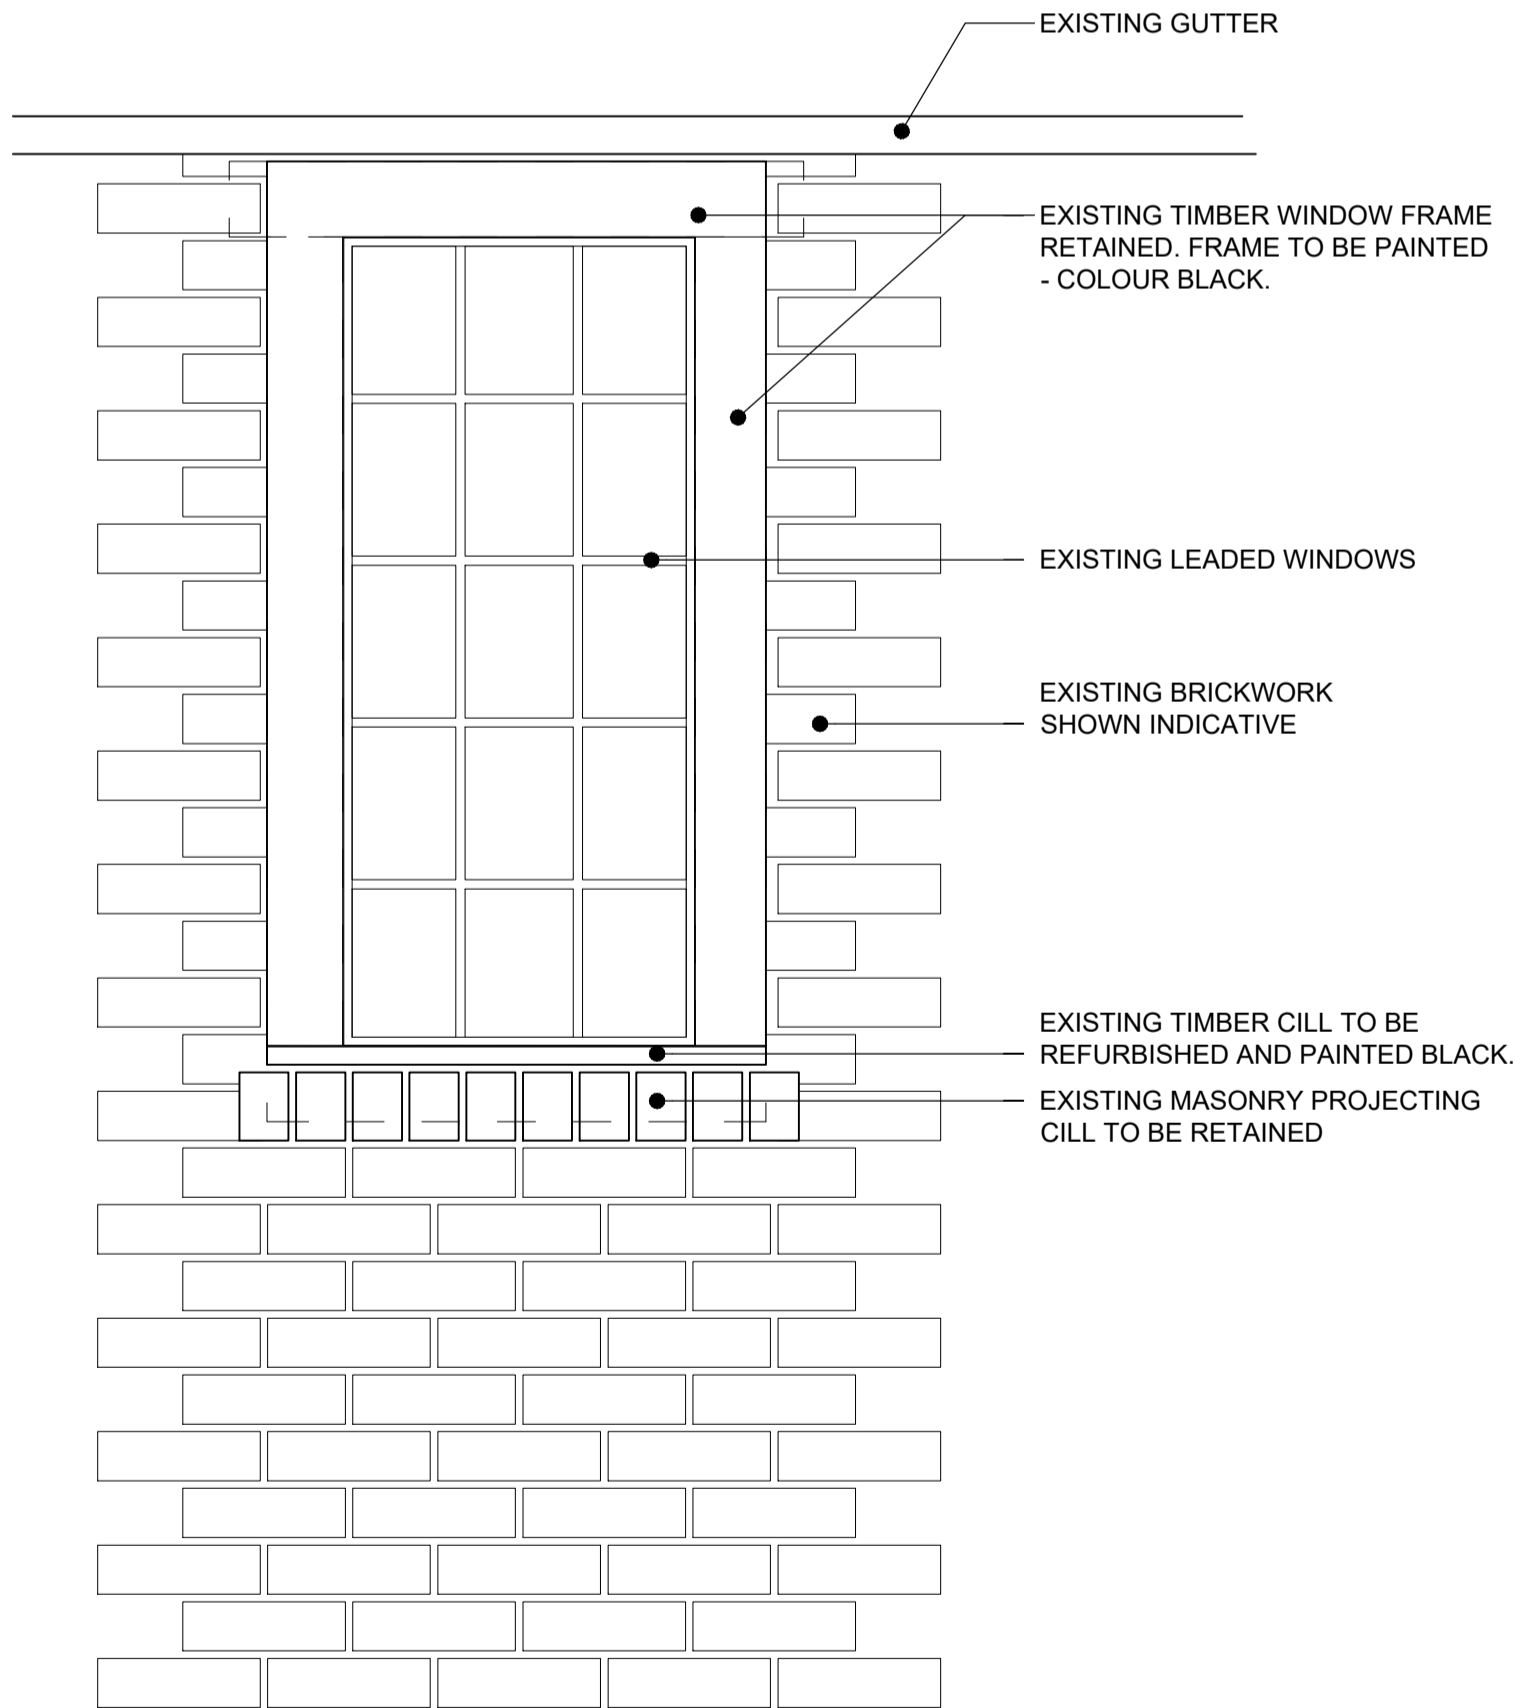 EXISTING GUTTER
EXISTING TIMBER WINDOW FRAME
RETAINED. FRAME TO BE PAINTED
- COLOUR BLACK.
EXISTING LEADED WINDOWS
EXISTING BRICKWORK
SHOWN INDICATIVE
EXISTING TIMBER CILL TO BE
REFURBISHED AND PAINTED BLACK.
EXISTING MASONRY PROJECTING
CILL TO BE RETAINED